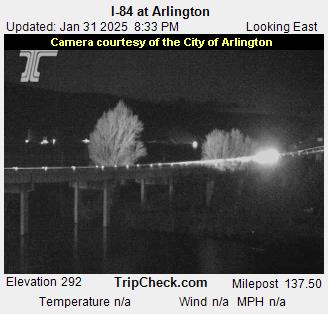 I-84 at Arlington
Updated: Jan 31 2025 8:33 PM Looking East
Camera courtesy of the City of Arlington
Elevation 292 TripCheck.com Milepost 137.50
Temperature n/a Wind n/a MPH n/a